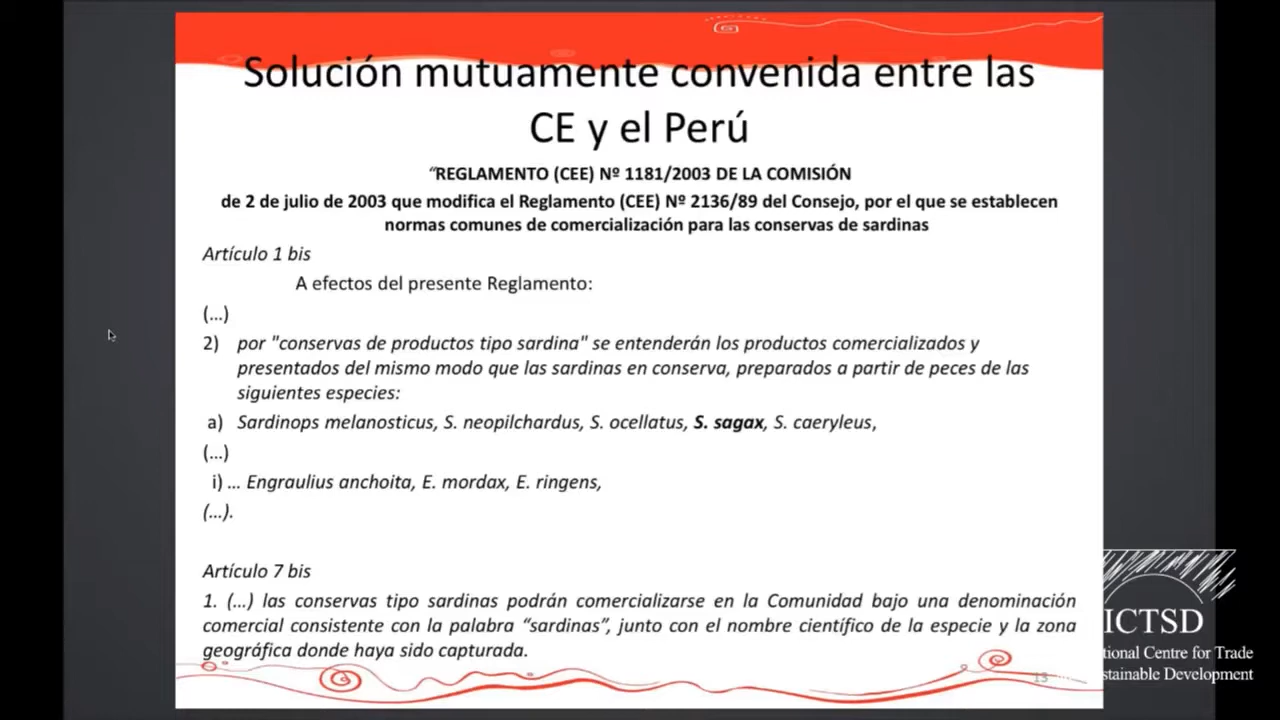 Solución mutuamente convenida entre las
CE y el Perú
“REGLAMENTO (CEE) Nº 1181/2003 DE LA COMISIÓN
de 2 de julio de 2003 que modifica el Reglamento (CEE) Nº 2136/89 del Consejo, por el que se establecen
normas comunes de comercialización para las conservas de sardinas
Artículo 1 bis
A efectos del presente Reglamento:
(...)
2) por "conservas de productos tipo sardina" se entenderán los productos comercializados y
presentados del mismo modo que las sardinas en conserva, preparados a partir de peces de las
siguientes especies:
a) Sardinops melanosticus, S. neopilchardus, S. ocellatus, S. sagax, S. caeryleus,
(...)
i) ... Engraulius anchoita, E. mordax, E. ringens,
(...).
Artículo 7 bis
1. (...) las conservas tipo sardinas podrán comercializarse en la Comunidad bajo una denominación
comercial consistente con la palabra “sardinas”, junto con el nombre científico de la especie y la zona
geográfica donde haya sido capturada.
13
ICTSD
tional Centre for Trade
stainable Development